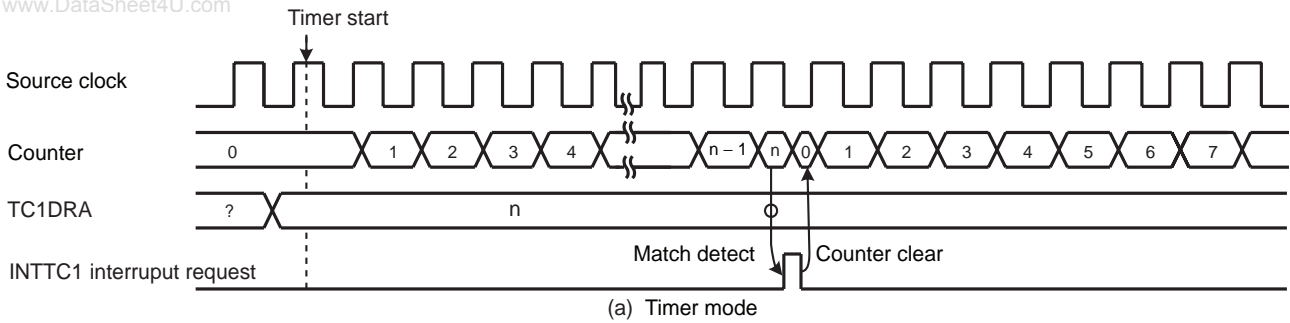 www.DataSheet4U.com
Timer start
Source clock
Counter 0 1 2 3 4 n – 1 n 0 1 2 3 4 5 6 7
TC1DRA ? n
Match detect Counter clear
INTTC1 interruput request
(a) Timer mode